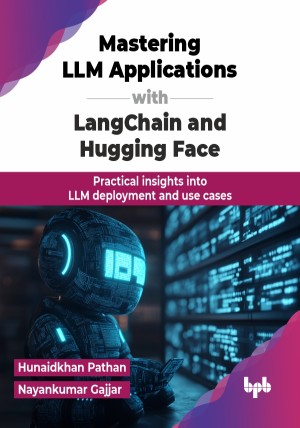 Mastering
LLM Applications
with
LangChain and
Hugging Face
Practical insights into
LLM deployment and use cases
Hunaidkhan Pathan
Nayankumar Gajjar
bpb